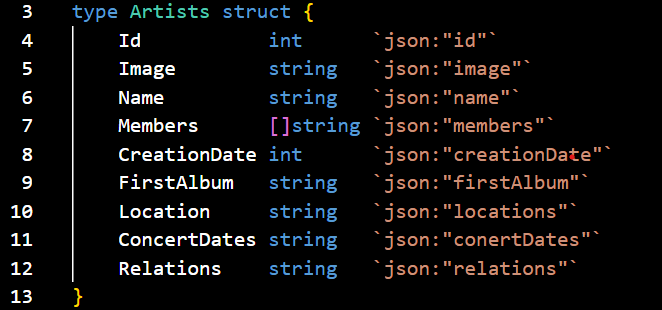 3 type Artists struct {
4 Id int `json:"id"`
5 Image string `json:"image"`
6 Name string `json:"name"`
7 Members []string `json:"members"`
8 CreationDate int `json:"creationDate"`
9 FirstAlbum string `json:"firstAlbum"`
10 Location string `json:"locations"`
11 ConcertDates string `json:"conertDates"`
12 Relations string `json:"relations"`
13 }